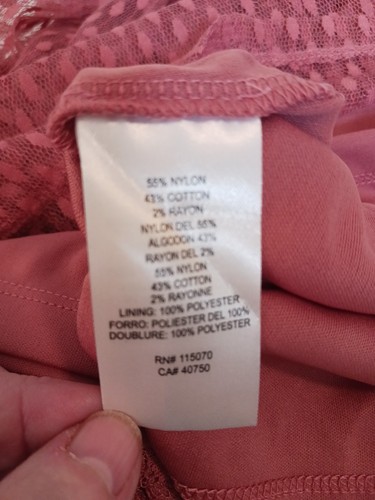 55% NYLON
43% COTTON
2% RAYON
NYLON DEL 55%
ALGODON 43%
RAYON DEL 2%
55% NYLON
43% COTTON
2% RAYONNE
LINING: 100% POLYESTER
FORRO: POLIESTER DEL 100%
DOUBLURE: 100% POLYESTER
RN# 115070
CA# 40750